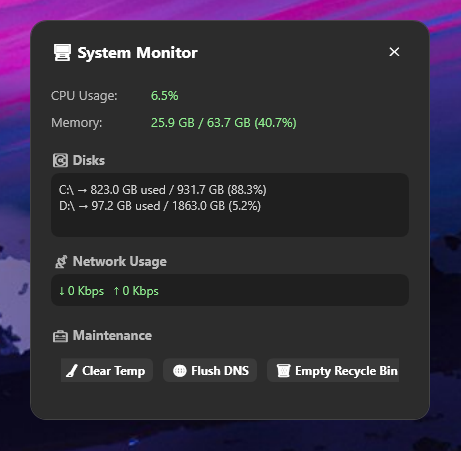 System Monitor
CPU Usage: 6.5%
Memory: 25.9 GB / 63.7 GB (40.7%)
Disks
C:\ → 823.0 GB used / 931.7 GB (88.3%)
D:\ → 97.2 GB used / 1863.0 GB (5.2%)
Network Usage
↓ 0 Kbps ↑ 0 Kbps
Maintenance
Clear Temp Flush DNS Empty Recycle Bin